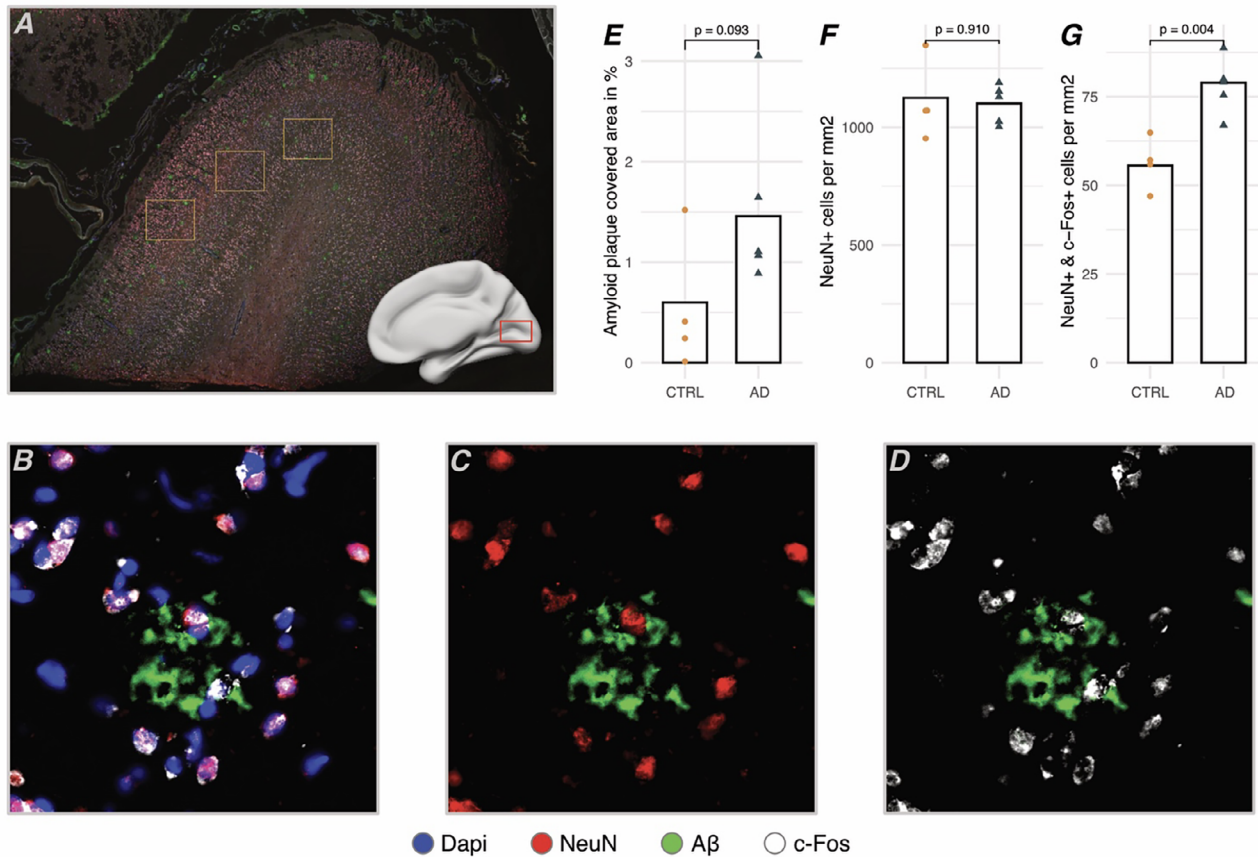 A
E
p = 0.093
Amyloid plaque covered area in %
3
2
1
0
CTRL
AD
F
p = 0.910
NeuN+ cells per mm2
1000
500
0
CTRL
AD
G
p = 0.004
NeuN+ & c-Fos+ cells per mm2
75
50
25
0
CTRL
AD
B
C
D
Dapi
NeuN
Aβ
c-Fos